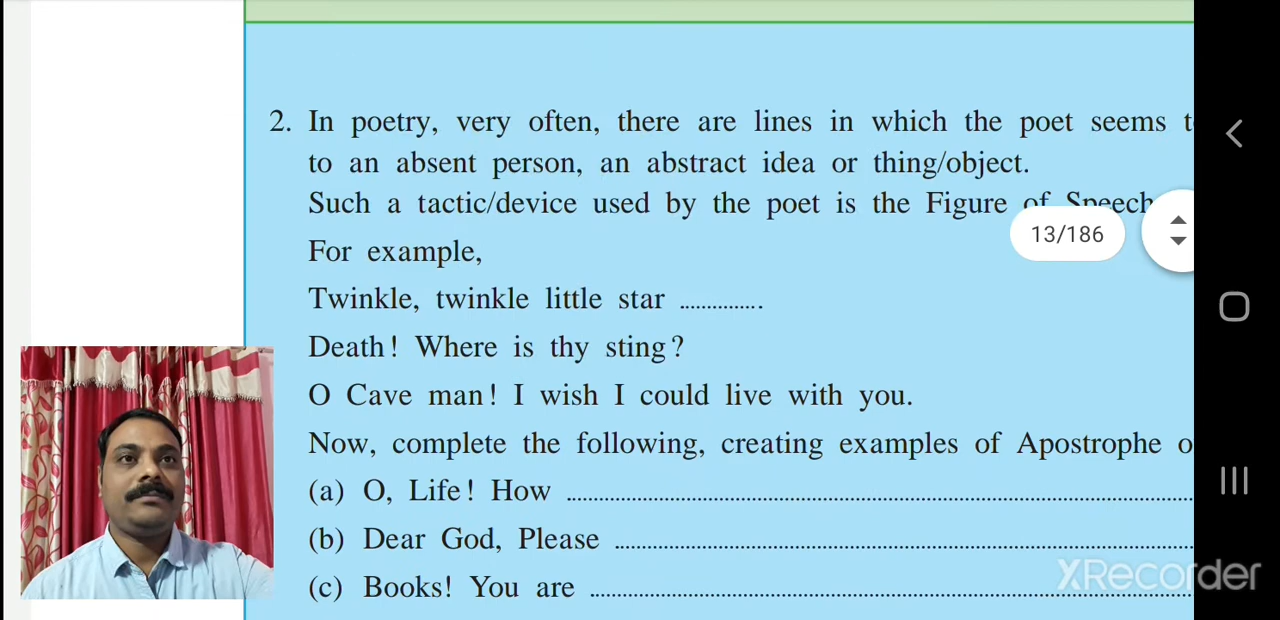 2. In poetry, very often, there are lines in which the poet seems
to an absent person, an abstract idea or thing/object.
Such a tactic/device used by the poet is the Figure of Speech
13/186
For example,
Twinkle, twinkle little star ...............
Death! Where is thy sting?
O Cave man! I wish I could live with you.
Now, complete the following, creating examples of Apostrophe
(a) O, Life! How ...............
(b) Dear God, Please ...............
(c) Books! You are ...............
XRecorder